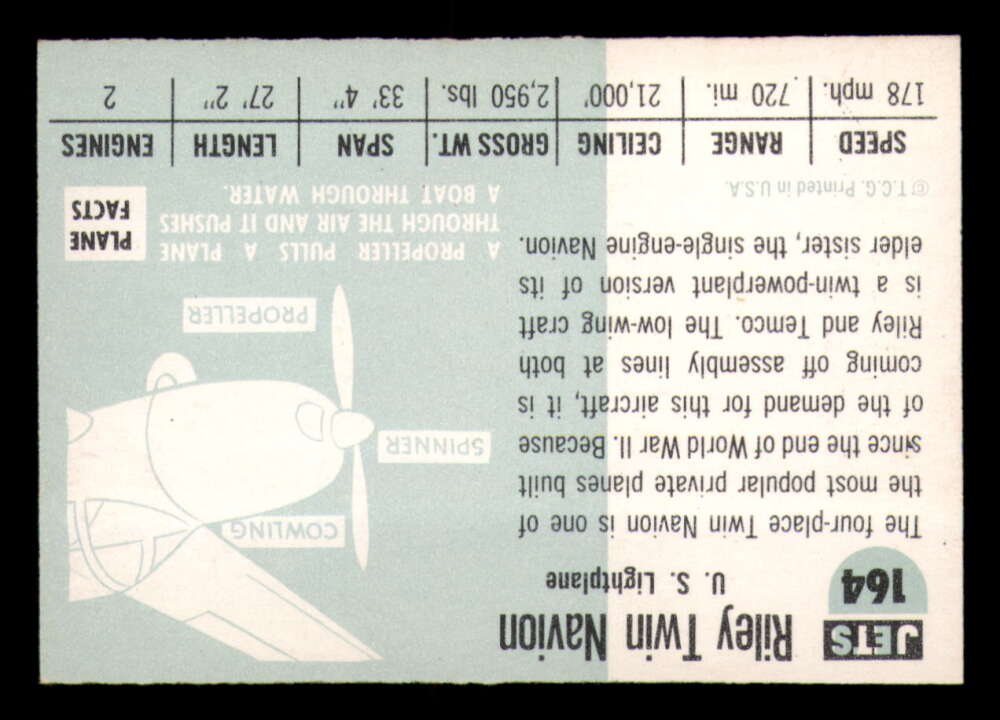 JETS
164
Riley Twin Navion
U. S. Lightplane
The four-place Twin Navion is one of
the most popular private planes built
since the end of World War II. Because
of the demand for this aircraft, it is,
coming off assembly lines at both
Riley and Temco. The low-wing craft
is a twin-powerplant version of its
elder sister, the single-engine Navion.
© T.C.G. Printed in U.S.A.
COWLING
SPINNER
PROPELLER
A PROPELLER PULLS A PLANE
THROUGH THE AIR AND IT PUSHES
A BOAT THROUGH WATER.
PLANE
FACTS
SPEED RANGE CEILING GROSS WT. SPAN LENGTH ENGINES
178 mph. 720 mi. 21,000' 2,950 lbs. 33' 4" 27' 2" 2